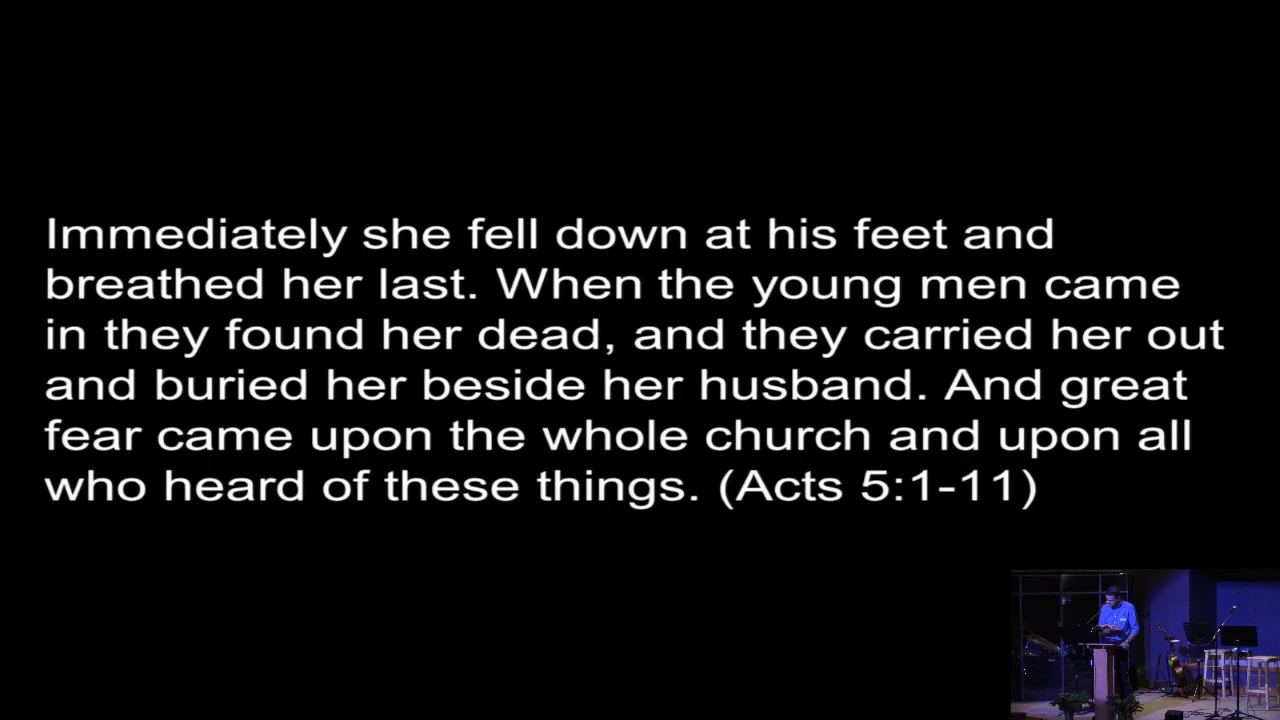 Immediately she fell down at his feet and
breathed her last. When the young men came
in they found her dead, and they carried her out
and buried her beside her husband. And great
fear came upon the whole church and upon all
who heard of these things. (Acts 5:1-11)